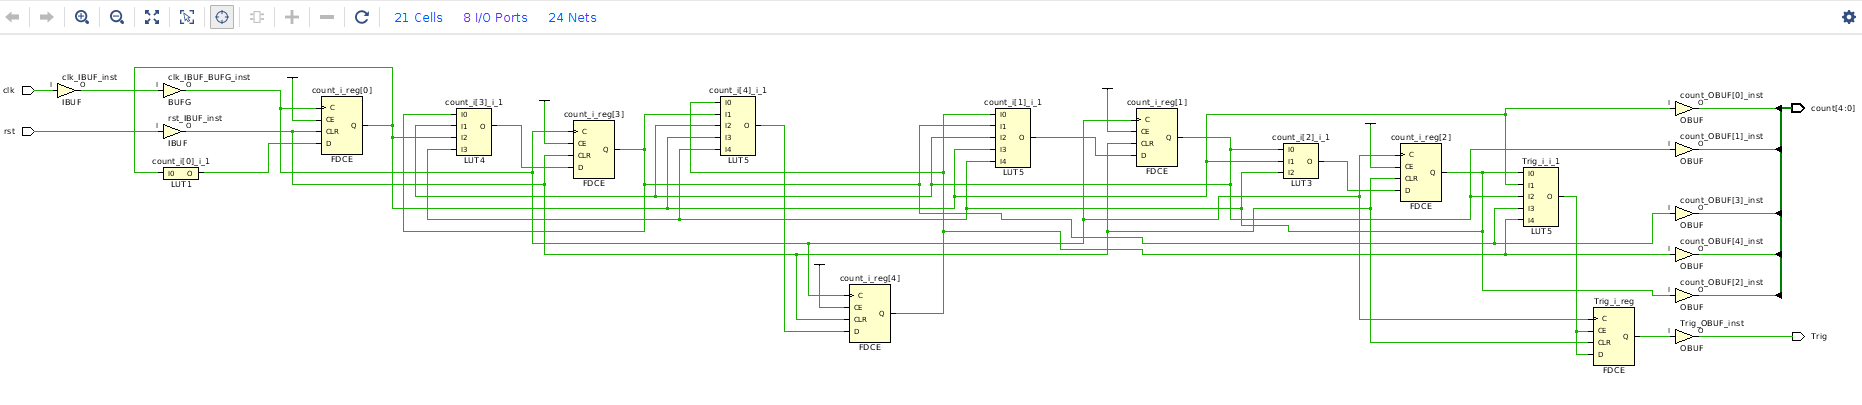 21 Cells 8 I/O Ports 24 Nets
clk
clk_IBUF_inst
I O
IBUF
clk_IBUF_BUFG_inst
I O
BUFG
rst
rst_IBUF_inst
I O
IBUF
count_i[0]_i_1
I0 O
LUT1
count_i_reg[0]
C
CE
CLR
D
Q
FDCE
count_i[3]_i_1
I0
I1
I2
I3
O
LUT4
count_i_reg[3]
C
CE
CLR
D
Q
FDCE
count_i[4]_i_1
I0
I1
I2
I3
I4
O
LUT5
count_i_reg[4]
C
CE
CLR
D
Q
FDCE
count_i[1]_i_1
I0
I1
I2
I3
I4
O
LUT5
count_i_reg[1]
C
CE
CLR
D
Q
FDCE
count_i[2]_i_1
I0
I1
I2
O
LUT3
count_i_reg[2]
C
CE
CLR
D
Q
FDCE
Trig_i_i_1
I0
I1
I2
I3
I4
O
LUT5
Trig_i_reg
C
CE
CLR
D
Q
FDCE
count_OBUF[0]_inst
I O
OBUF
count[4:0]
count_OBUF[1]_inst
I O
OBUF
count_OBUF[3]_inst
I O
OBUF
count_OBUF[4]_inst
I O
OBUF
count_OBUF[2]_inst
I O
OBUF
Trig_OBUF_inst
I O
OBUF
Trig